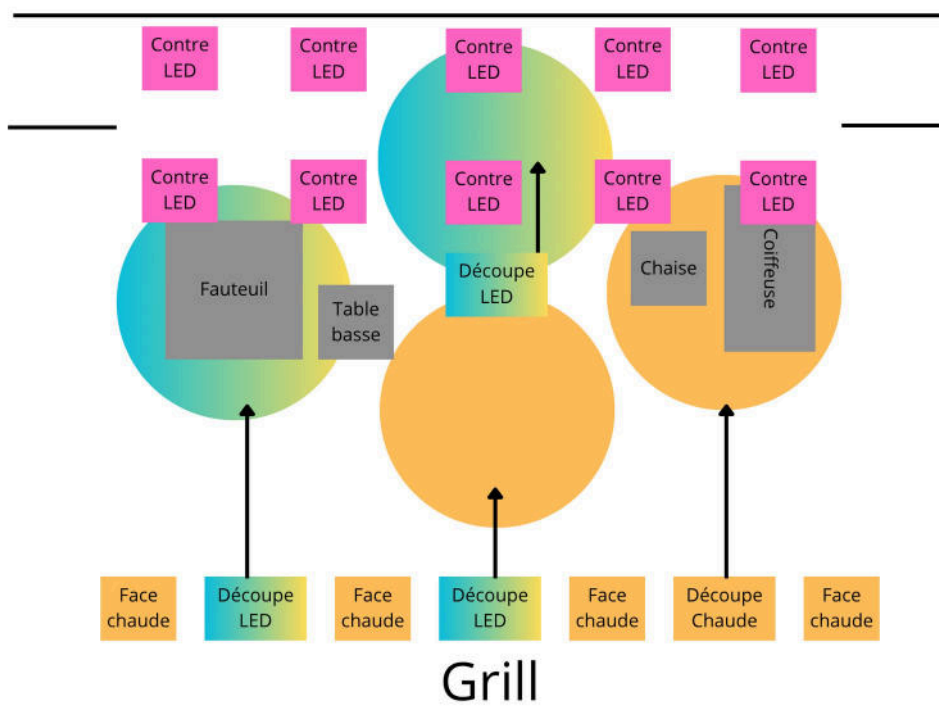 Contre
LED
Contre
LED
Contre
LED
Contre
LED
Contre
LED
Contre
LED
Contre
LED
Contre
LED
Contre
LED
Contre
LED
Découpe
LED
Fauteuil
Table
basse
Chaise
Coiffeuse
Face
chaude
Découpe
LED
Face
chaude
Découpe
LED
Face
chaude
Découpe
Chaude
Face
chaude
Grill